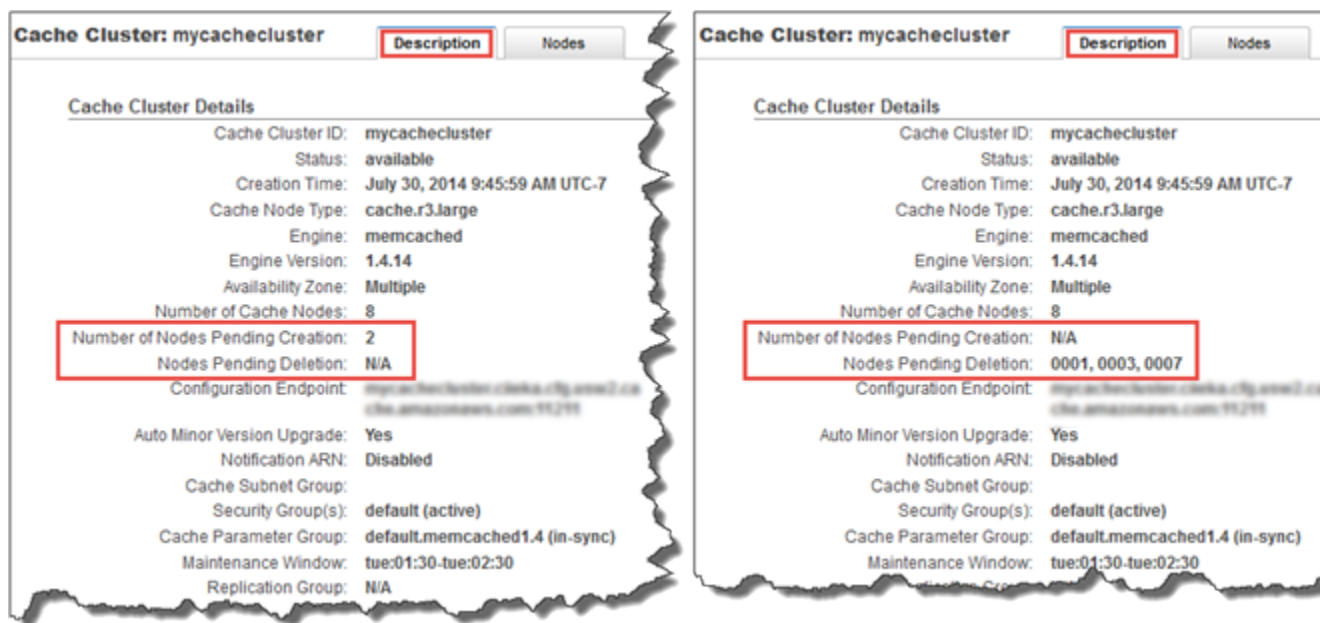 Cache Cluster: mycachecluster
Description
Nodes
Cache Cluster Details
Cache Cluster ID: mycachecluster
Status: available
Creation Time: July 30, 2014 9:45:59 AM UTC-7
Cache Node Type: cache.r3.large
Engine: memcached
Engine Version: 1.4.14
Availability Zone: Multiple
Number of Cache Nodes: 8
Number of Nodes Pending Creation: 2
Nodes Pending Deletion: N/A
Configuration Endpoint:
Auto Minor Version Upgrade: Yes
Notification ARN: Disabled
Cache Subnet Group:
Security Group(s): default (active)
Cache Parameter Group: default.memcached1.4 (in-sync)
Maintenance Window: tue:01:30-tue:02:30
Replication Group: N/A
Cache Cluster: mycachecluster
Description
Nodes
Cache Cluster Details
Cache Cluster ID: mycachecluster
Status: available
Creation Time: July 30, 2014 9:45:59 AM UTC-7
Cache Node Type: cache.r3.large
Engine: memcached
Engine Version: 1.4.14
Availability Zone: Multiple
Number of Cache Nodes: 8
Number of Nodes Pending Creation: N/A
Nodes Pending Deletion: 0001, 0003, 0007
Configuration Endpoint:
Auto Minor Version Upgrade: Yes
Notification ARN: Disabled
Cache Subnet Group:
Security Group(s): default (active)
Cache Parameter Group: default.memcached1.4 (in-sync)
Maintenance Window: tue:01:30-tue:02:30